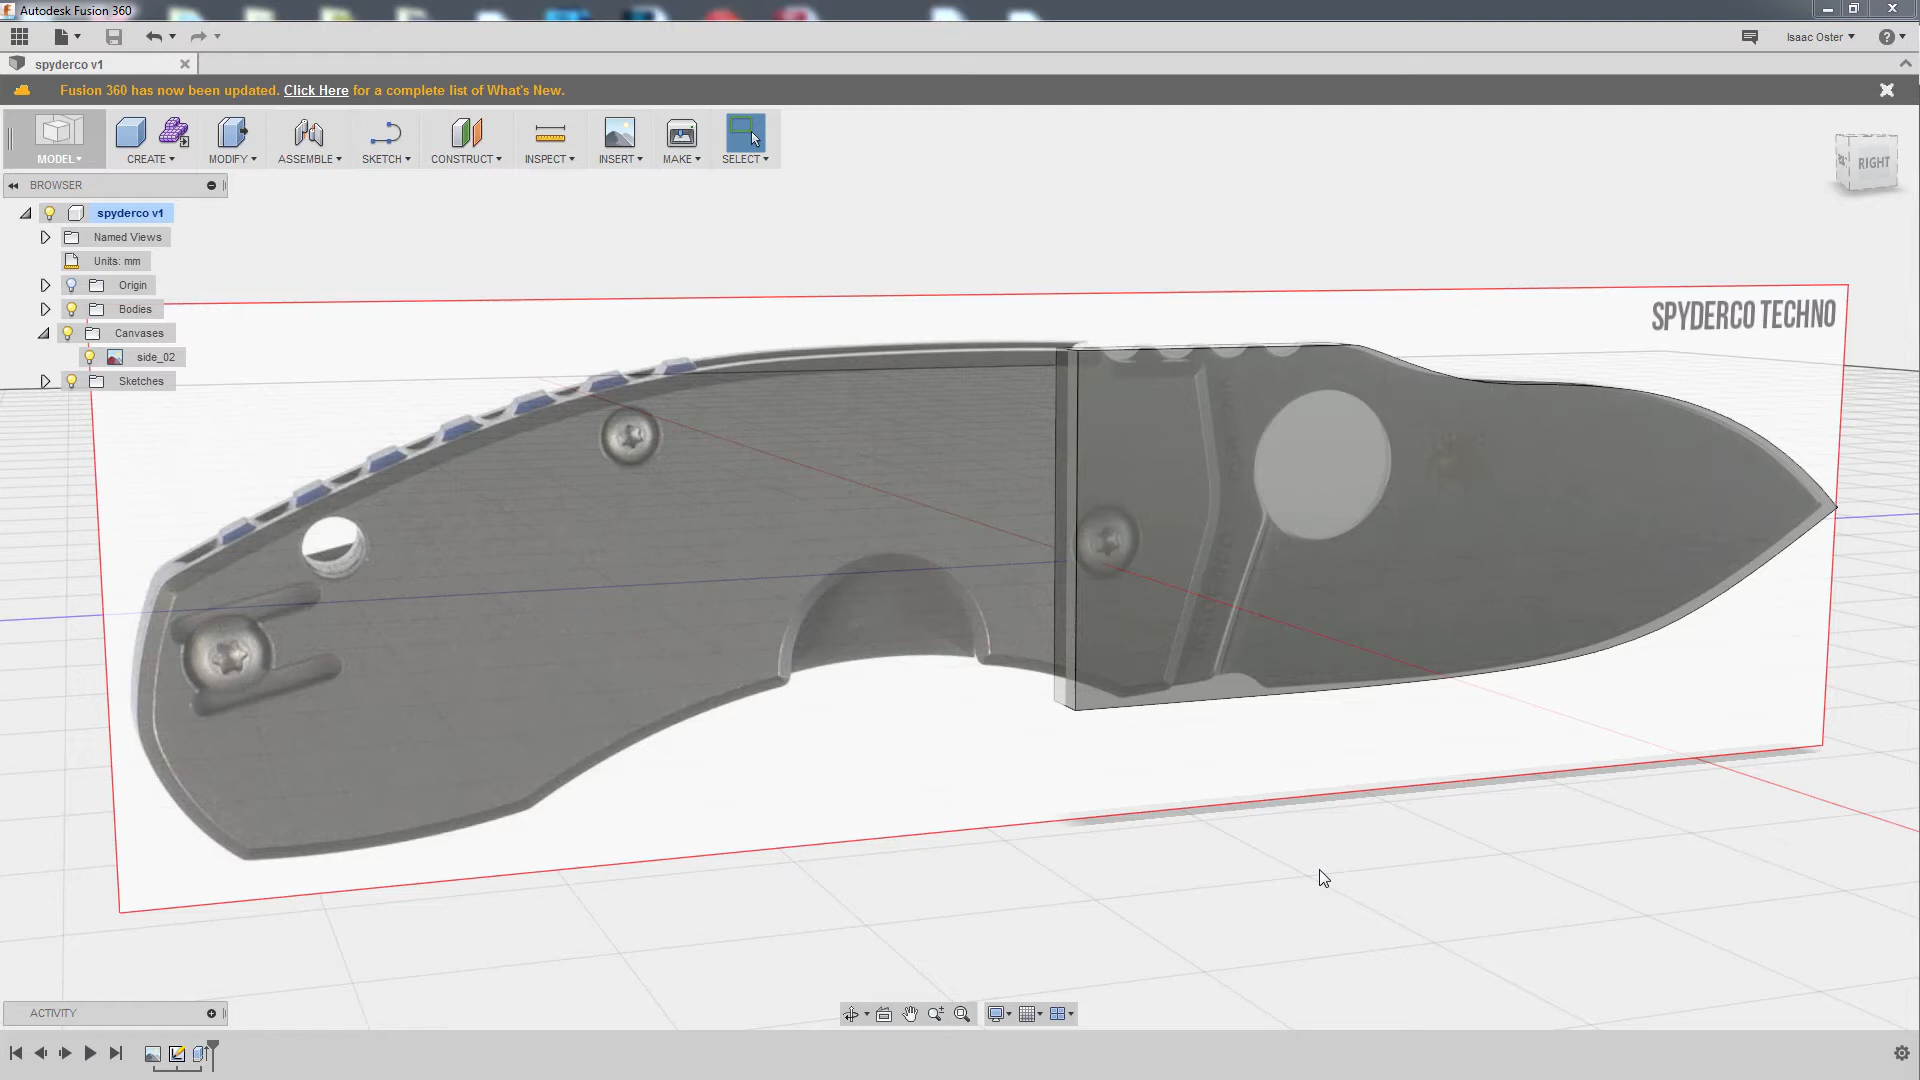 Autodesk Fusion 360
Isaac Oster
spyderco v1
Fusion 360 has now been updated. Click Here for a complete list of What's New.
MODEL
CREATE
MODIFY
ASSEMBLE
SKETCH
CONSTRUCT
INSPECT
INSERT
MAKE
SELECT
RIGHT
BROWSER
spyderco v1
Named Views
Units: mm
Origin
Bodies
Canvases
side_02
Sketches
SPYDERCO TECHNO
ACTIVITY